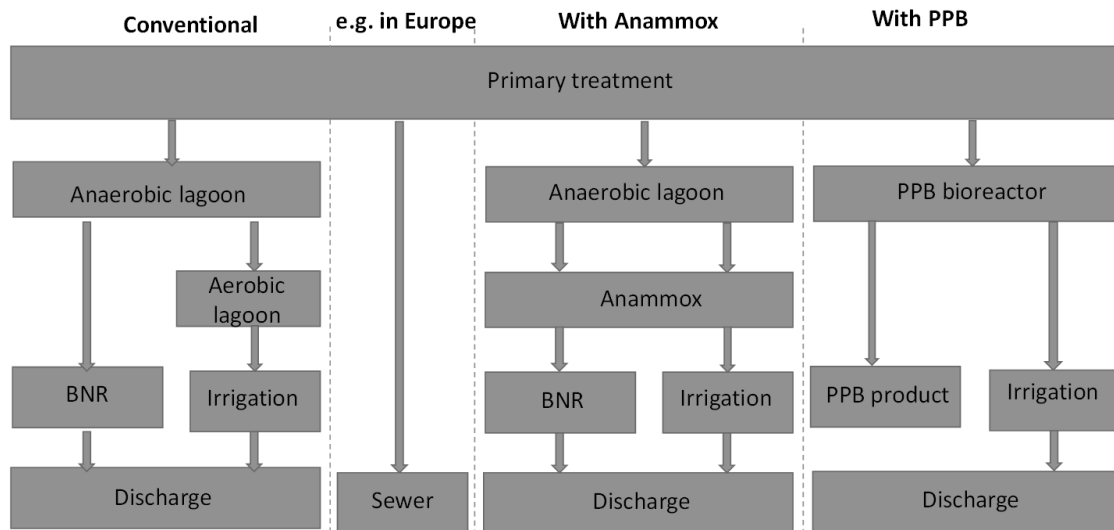 Conventional
e.g. in Europe
With Anammox
With PPB
Primary treatment
Anaerobic lagoon
Anaerobic lagoon
PPB bioreactor
Aerobic
lagoon
Anammox
BNR
Irrigation
BNR
Irrigation
PPB product
Irrigation
Discharge
Sewer
Discharge
Discharge